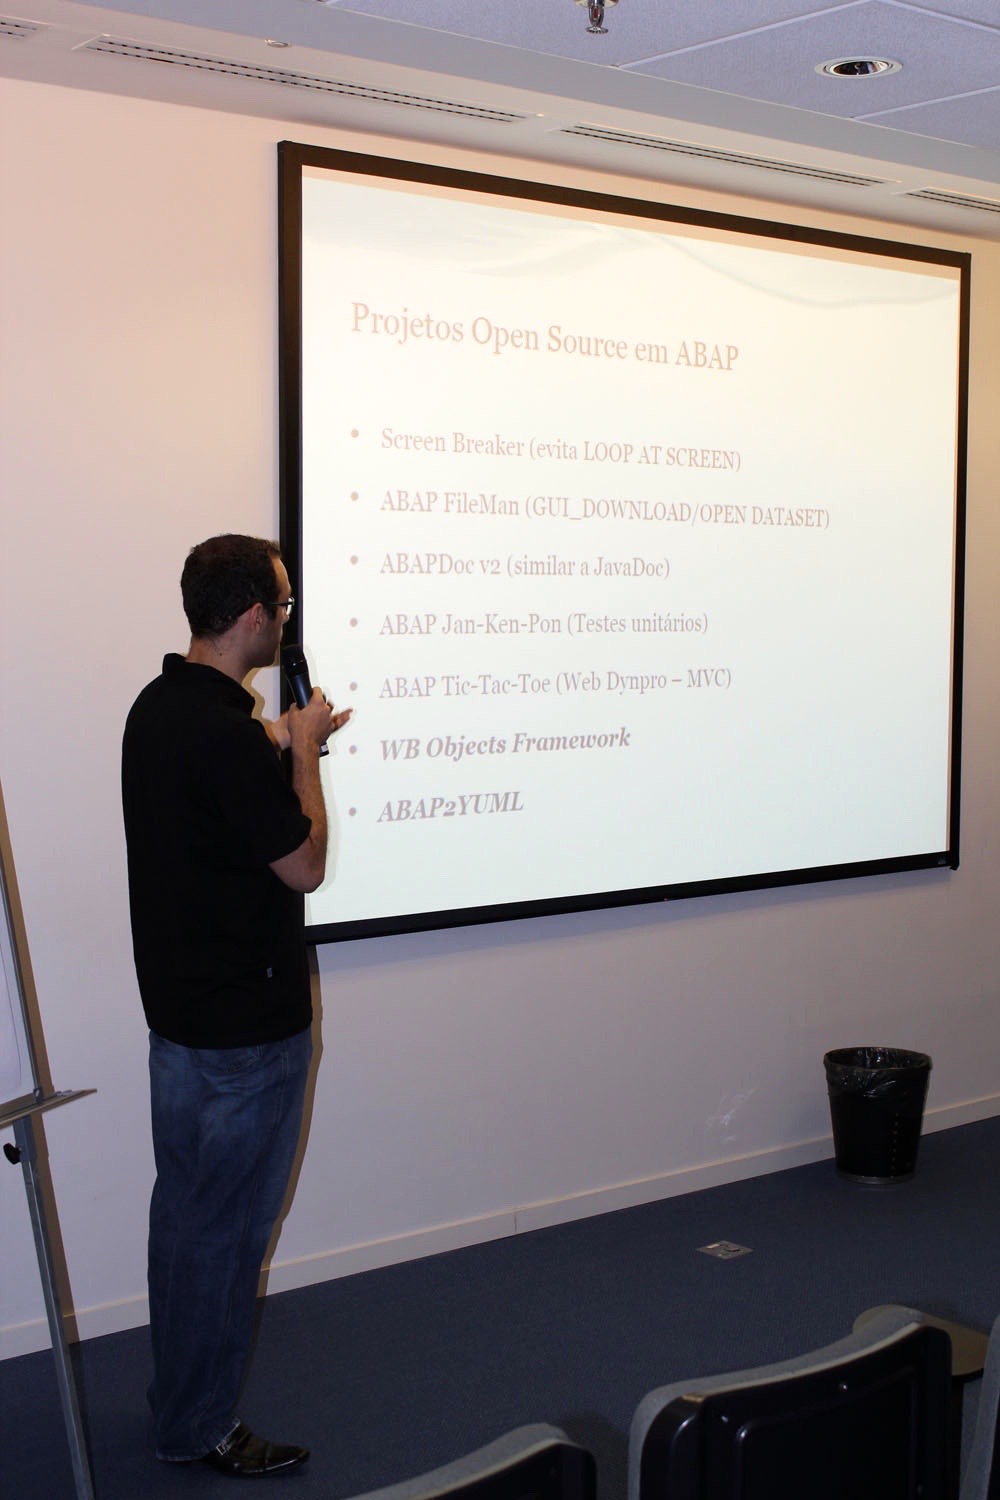 Projetos Open Source em ABAP
• Screen Breaker (evita LOOP AT SCREEN)
• ABAP FileMan (GUI_DOWNLOAD/OPEN DATASET)
• ABAPDoc v2 (similar a JavaDoc)
• ABAP Jan-Ken-Pon (Testes unitários)
• ABAP Tic-Tac-Toe (Web Dynpro – MVC)
• WB Objects Framework
• ABAP2YUML